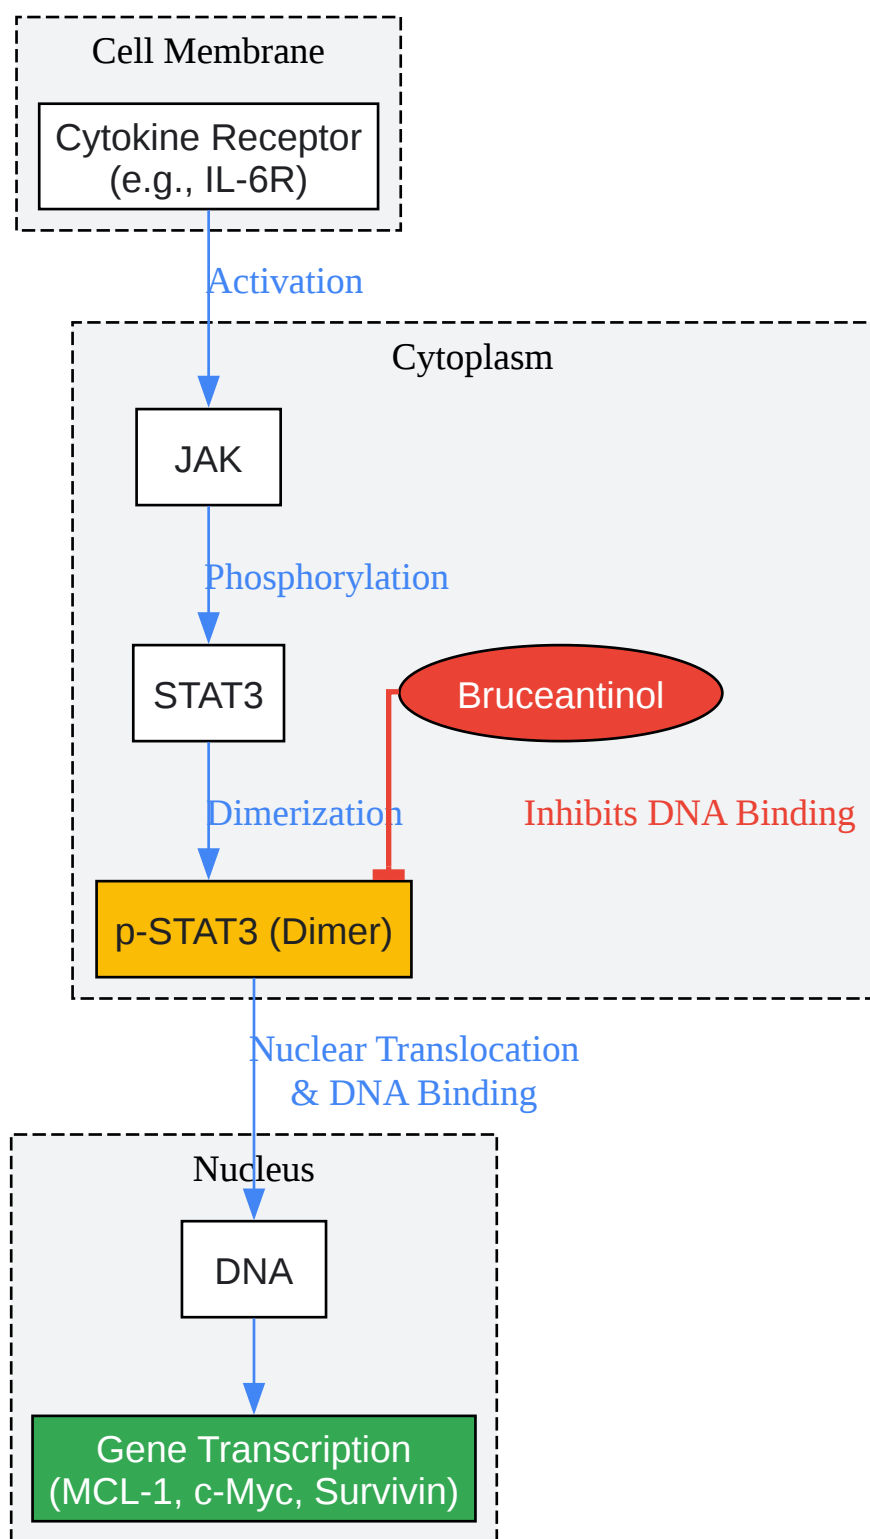 Cell Membrane
Cytokine Receptor
(e.g., IL-6R)
Activation
Cytoplasm
JAK
Phosphorylation
STAT3
Bruceantinol
Dimerization
Inhibits DNA Binding
p-STAT3 (Dimer)
Nuclear Translocation
& DNA Binding
Nucleus
DNA
Gene Transcription
(MCL-1, c-Myc, Survivin)